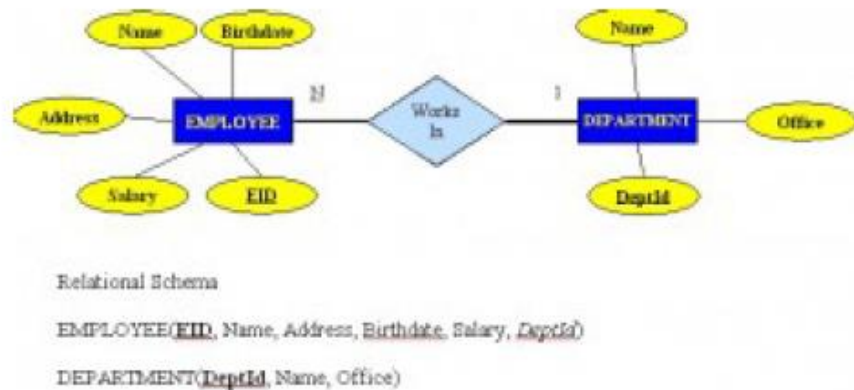 Name Birthdate Name
N 1
Address EMPLOYEE Works In DEPARTMENT Office
Salary EID DeptId
Relational Schema
EMPLOYEE(EID, Name, Address, Birthdate, Salary, DeptId)
DEPARTMENT(DeptId, Name, Office)